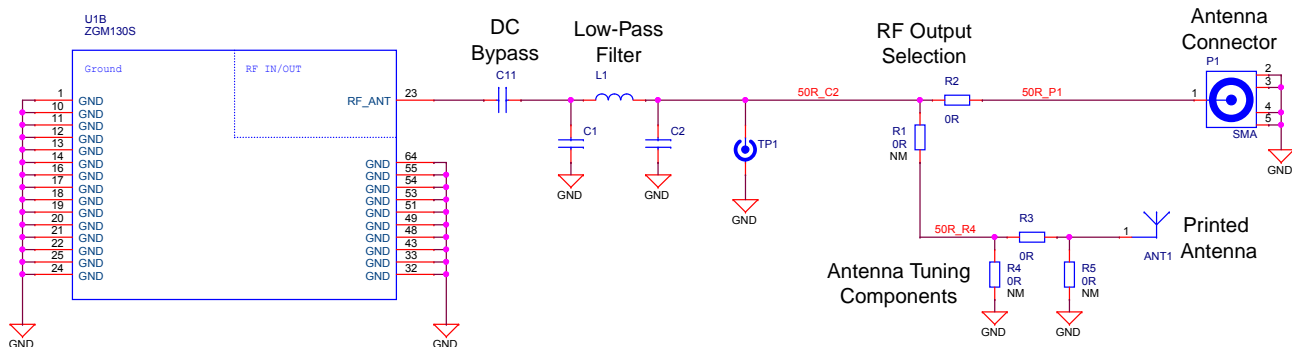 U1B
ZGM130S
Ground
RF IN/OUT
1
GND
10
GND
11
GND
12
GND
13
GND
14
GND
16
GND
17
GND
18
GND
19
GND
20
GND
21
GND
22
GND
25
GND
24
GND
GND
RF_ANT
23
GND
64
GND
55
GND
54
GND
53
GND
51
GND
49
GND
48
GND
43
GND
33
GND
32
GND
DC
Bypass
C11
Low-Pass
Filter
L1
C1
GND
C2
GND
TP1
GND
50R_C2
RF Output
Selection
R2
0R
50R_P1
R1
0R
NM
Antenna
Connector
P1
1
2
3
4
5
SMA
GND
50R_R4
R3
0R
R4
0R
NM
GND
R5
0R
NM
GND
1
ANT1
Printed
Antenna
Antenna Tuning
Components